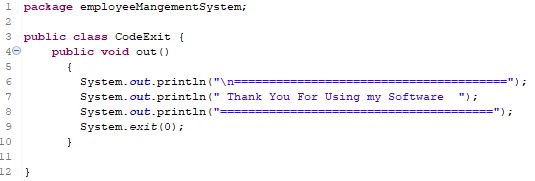 1 package employeeMangementSystem;
2
3 public class CodeExit {
4 public void out()
5 {
6 System.out.println("\n=======================================");
7 System.out.println(" Thank You For Using my Software  ");
8 System.out.println("=======================================");
9 System.exit(0);
10 }
11
12 }